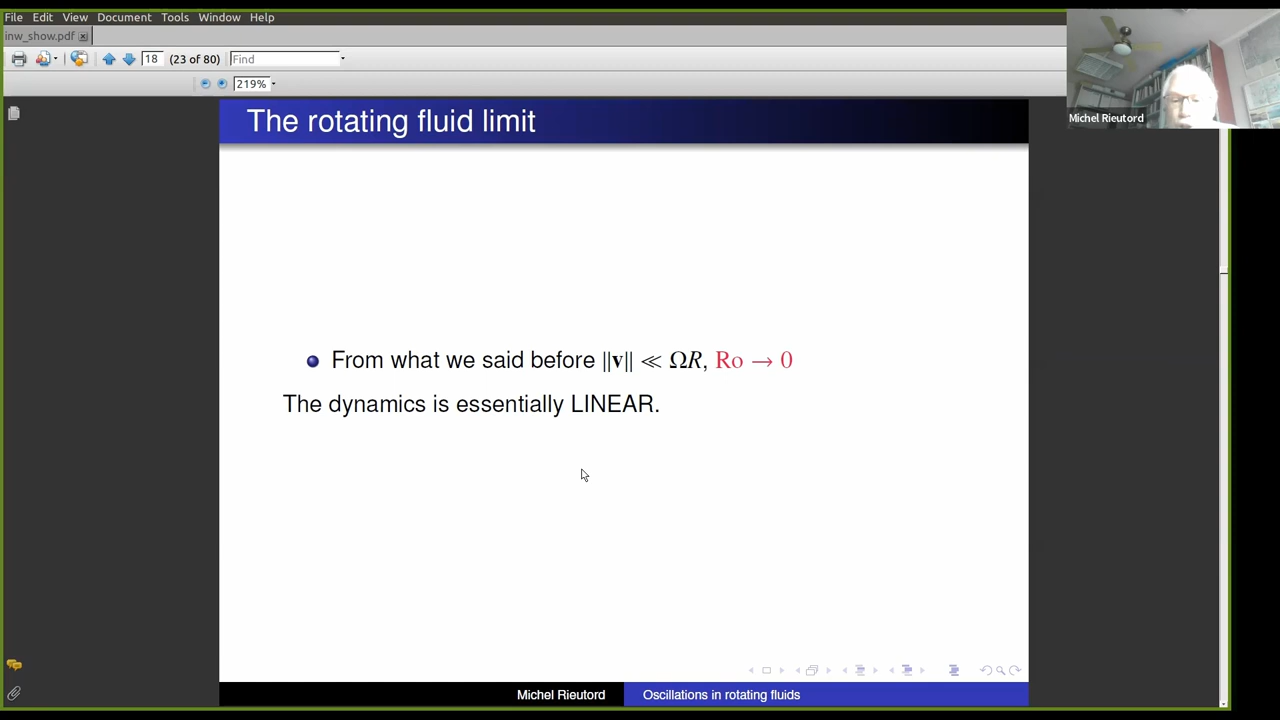 File Edit View Document Tools Window Help
inw_show.pdf
18 (23 of 80) Find
219%
Michel Rieutord
The rotating fluid limit
From what we said before ||v|| ≪ ΩR, Ro → 0
The dynamics is essentially LINEAR.
Michel Rieutord Oscillations in rotating fluids